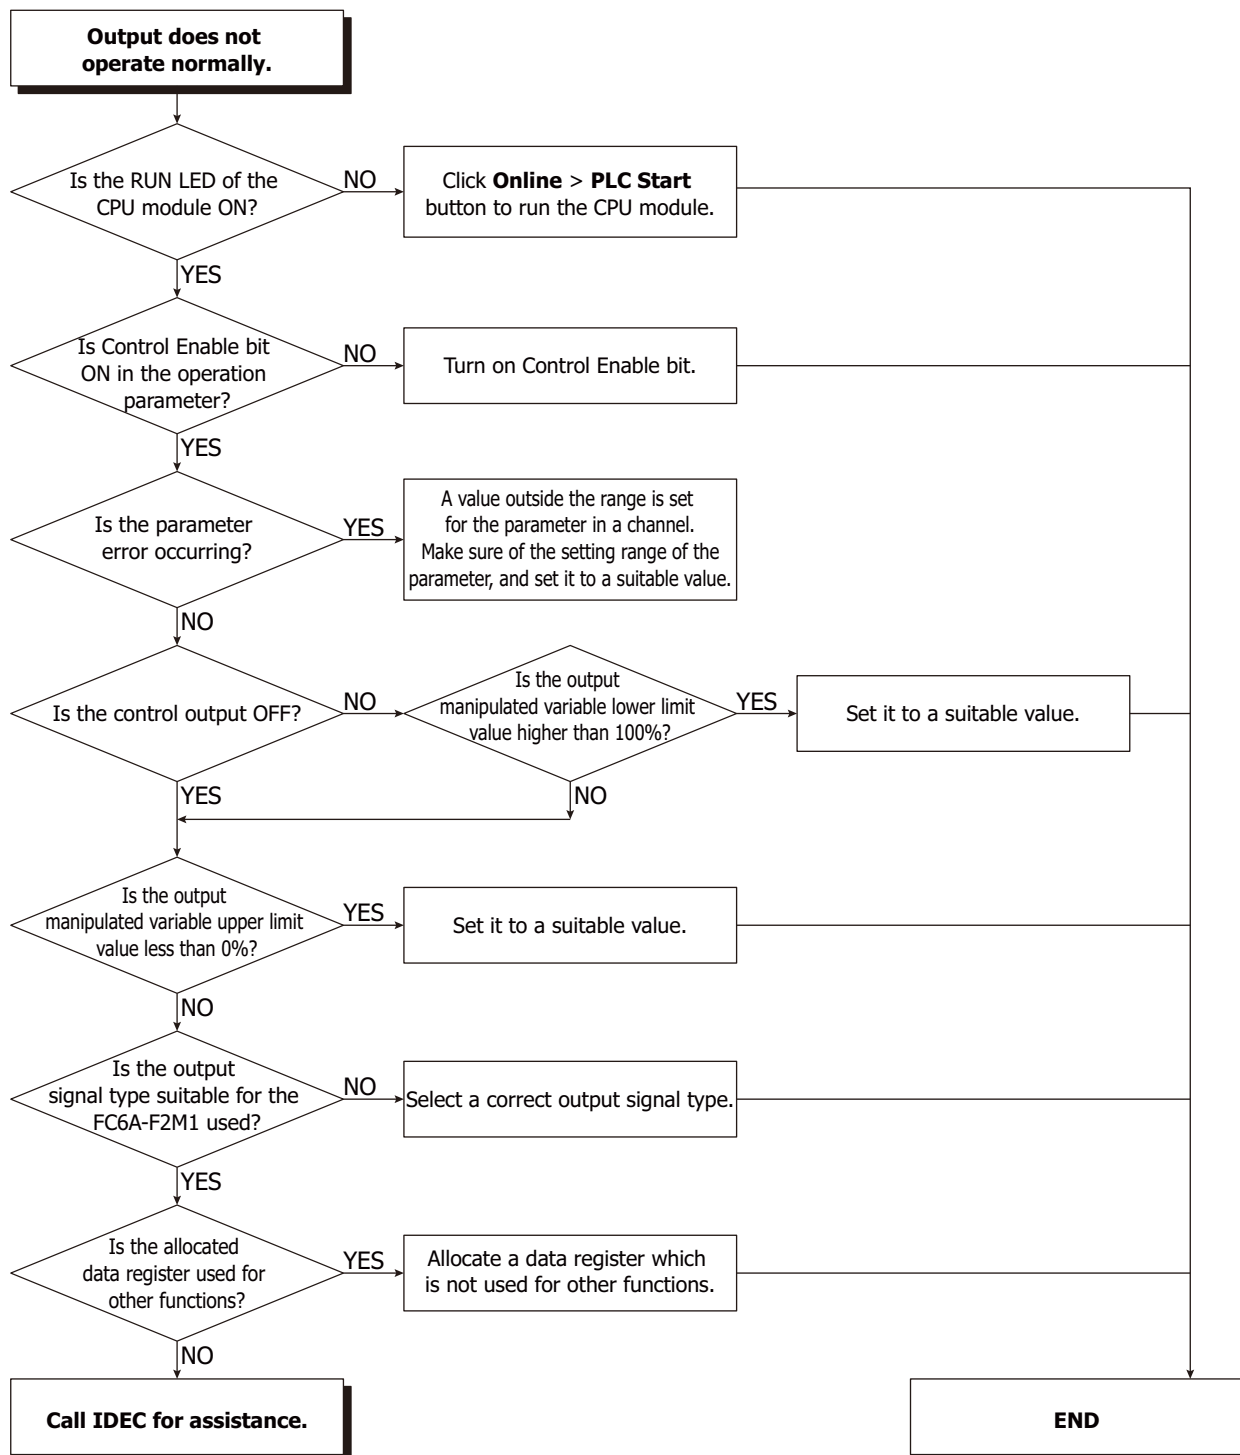 Output does not
operate normally.
Is the RUN LED of the
CPU module ON?
NO
Click Online > PLC Start
button to run the CPU module.
YES
Is Control Enable bit
ON in the operation
parameter?
NO
Turn on Control Enable bit.
YES
Is the parameter
error occurring?
YES
A value outside the range is set
for the parameter in a channel.
Make sure of the setting range of the
parameter, and set it to a suitable value.
NO
Is the control output OFF?
NO
Is the output
manipulated variable lower limit
value higher than 100%?
YES
Set it to a suitable value.
YES
NO
Is the output
manipulated variable upper limit
value less than 0%?
YES
Set it to a suitable value.
NO
Is the output
signal type suitable for the
FC6A-F2M1 used?
NO
Select a correct output signal type.
YES
Is the allocated
data register used for
other functions?
YES
Allocate a data register which
is not used for other functions.
NO
Call IDEC for assistance.
END